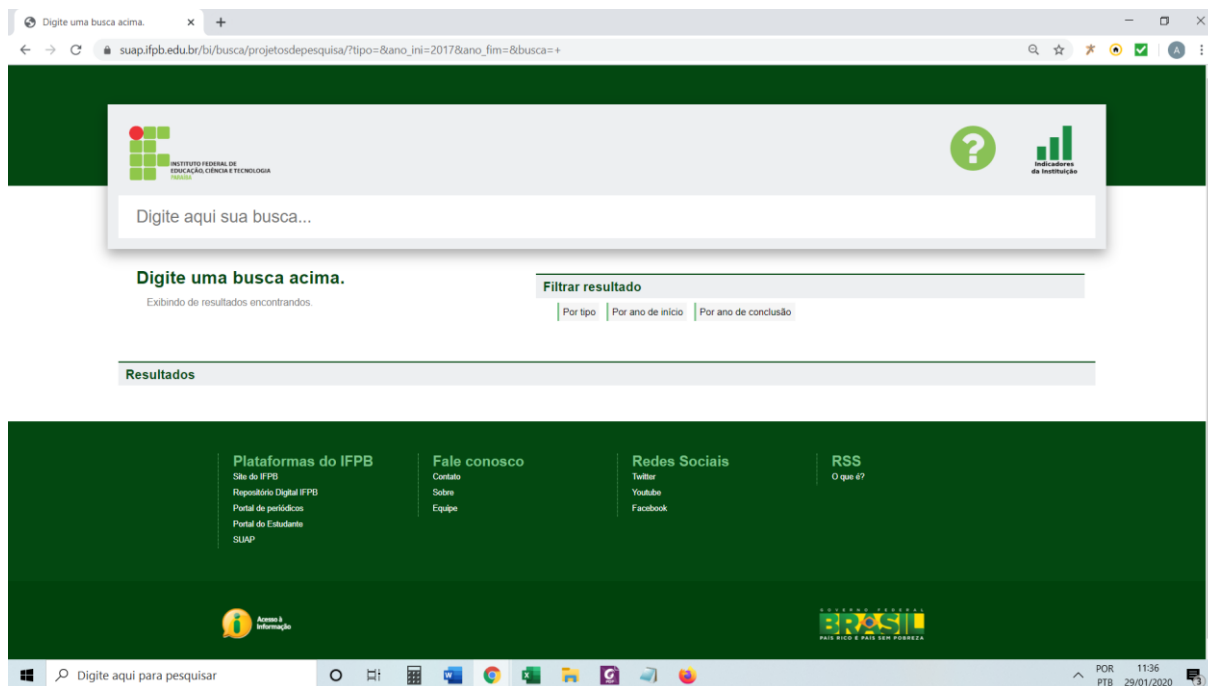 Digite uma busca acima.
suap.ifpb.edu.br/bi/busca/projetosdepesquisa/?tipo=&ano_ini=2017&ano_fim=&busca=+
A
INSTITUTO FEDERAL DE
EDUCAÇÃO, CIÊNCIA E TECNOLOGIA
PARAÍBA
?
Indicadores
da Instituição
Digite aqui sua busca...
Digite uma busca acima.
Exibindo de resultados encontrandos.
Filtrar resultado
Por tipo Por ano de início Por ano de conclusão
Resultados
Plataformas do IFPB
Site do IFPB
Repositório Digital IFPB
Portal de periódicos
Portal do Estudante
SUAP
Fale conosco
Contato
Sobre
Equipe
Redes Sociais
Twitter
Youtube
Facebook
RSS
O que é?
Acesso à
Informação
GOVERNO FEDERAL
BRASIL
PAÍS RICO É PAÍS SEM POBREZA
Digite aqui para pesquisar
POR 11:36
PTB 29/01/2020
3